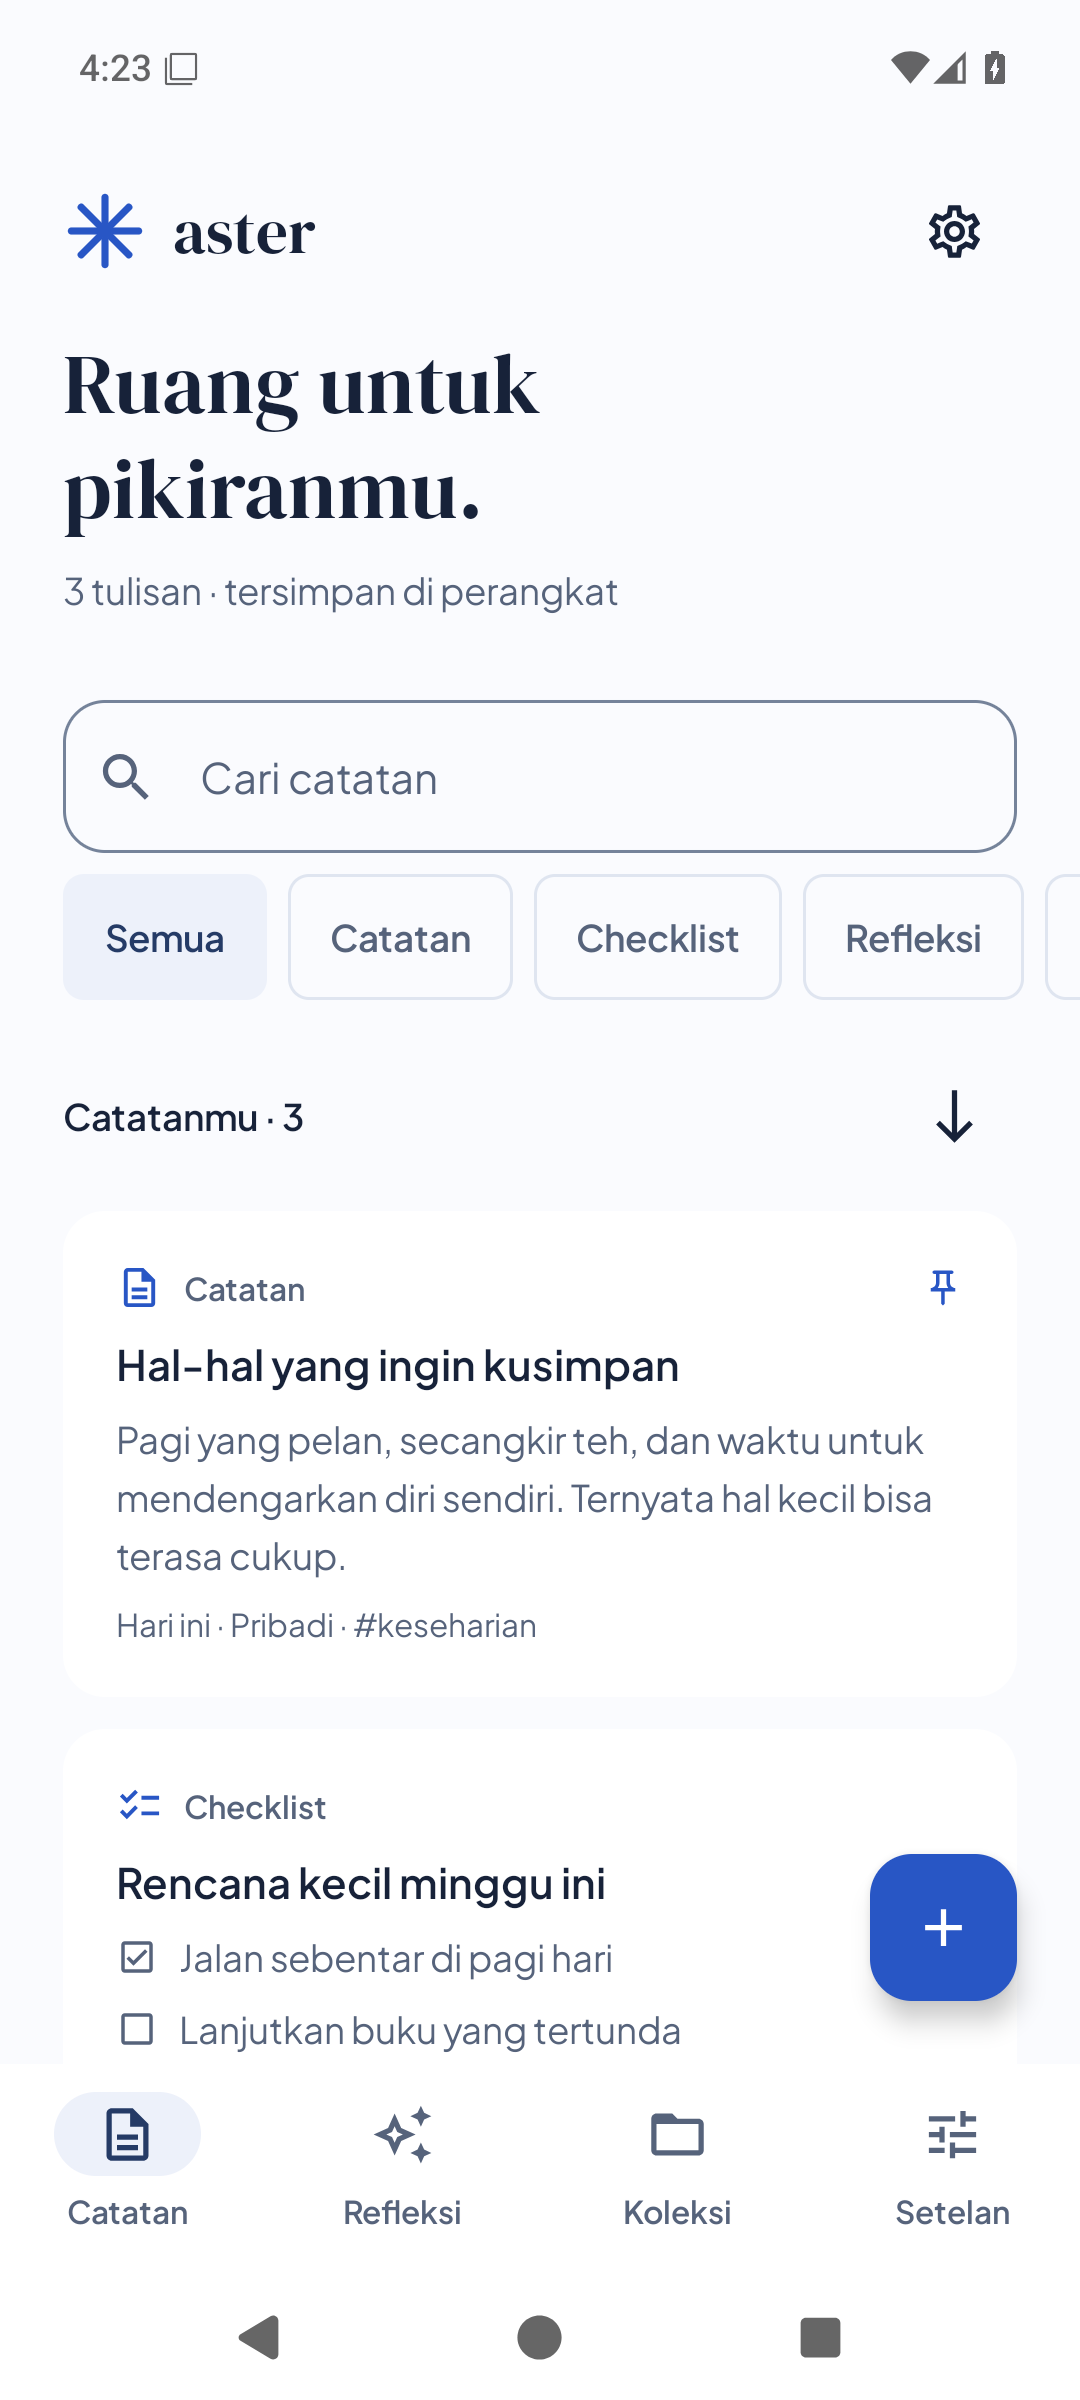 4:23
aster
Ruang untuk
pikiranmu.
3 tulisan · tersimpan di perangkat
Cari catatan
Semua
Catatan
Checklist
Refleksi
Catatanmu · 3
Catatan
Hal-hal yang ingin kusimpan
Pagi yang pelan, secangkir teh, dan waktu untuk
mendengarkan diri sendiri. Ternyata hal kecil bisa
terasa cukup.
Hari ini · Pribadi · #keseharian
Checklist
Rencana kecil minggu ini
Jalan sebentar di pagi hari
Lanjutkan buku yang tertunda
Catatan
Refleksi
Koleksi
Setelan